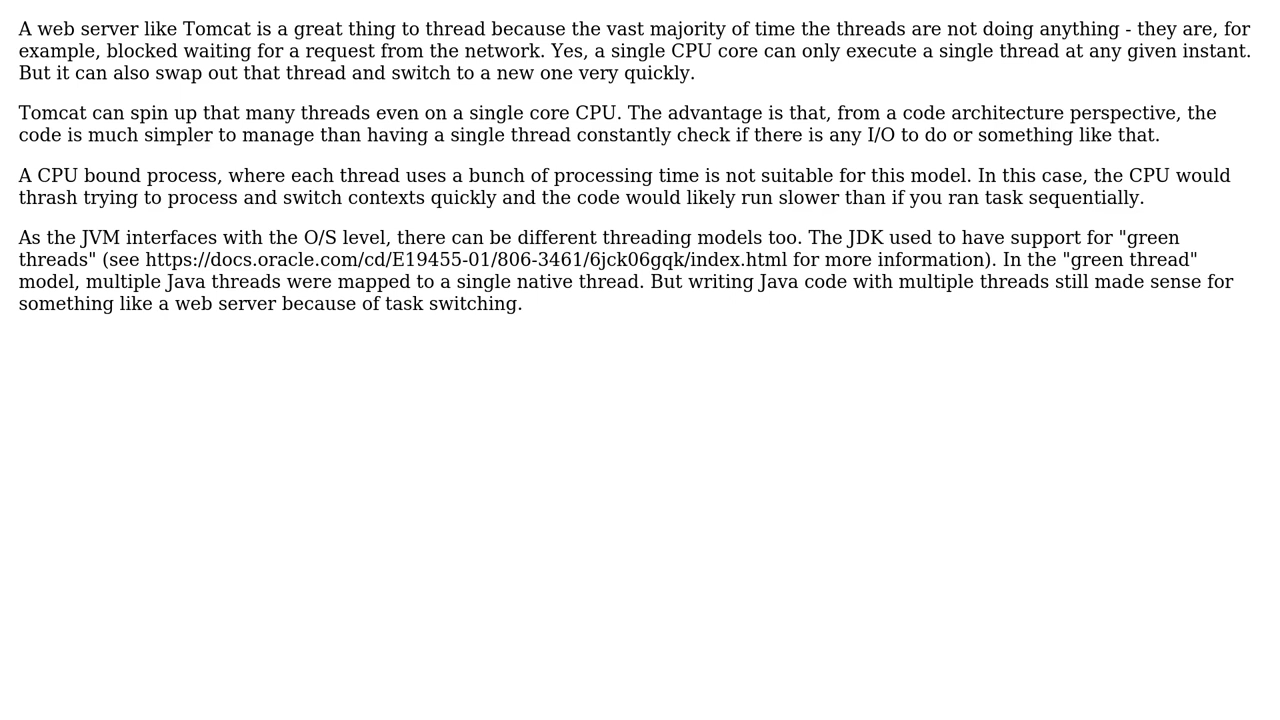 A web server like Tomcat is a great thing to thread because the vast majority of time the threads are not doing anything - they are, for
example, blocked waiting for a request from the network. Yes, a single CPU core can only execute a single thread at any given instant.
But it can also swap out that thread and switch to a new one very quickly.
Tomcat can spin up that many threads even on a single core CPU. The advantage is that, from a code architecture perspective, the
code is much simpler to manage than having a single thread constantly check if there is any I/O to do or something like that.
A CPU bound process, where each thread uses a bunch of processing time is not suitable for this model. In this case, the CPU would
thrash trying to process and switch contexts quickly and the code would likely run slower than if you ran task sequentially.
As the JVM interfaces with the O/S level, there can be different threading models too. The JDK used to have support for "green
threads" (see https://docs.oracle.com/cd/E19455-01/806-3461/6jck06gqk/index.html for more information). In the "green thread"
model, multiple Java threads were mapped to a single native thread. But writing Java code with multiple threads still made sense for
something like a web server because of task switching.